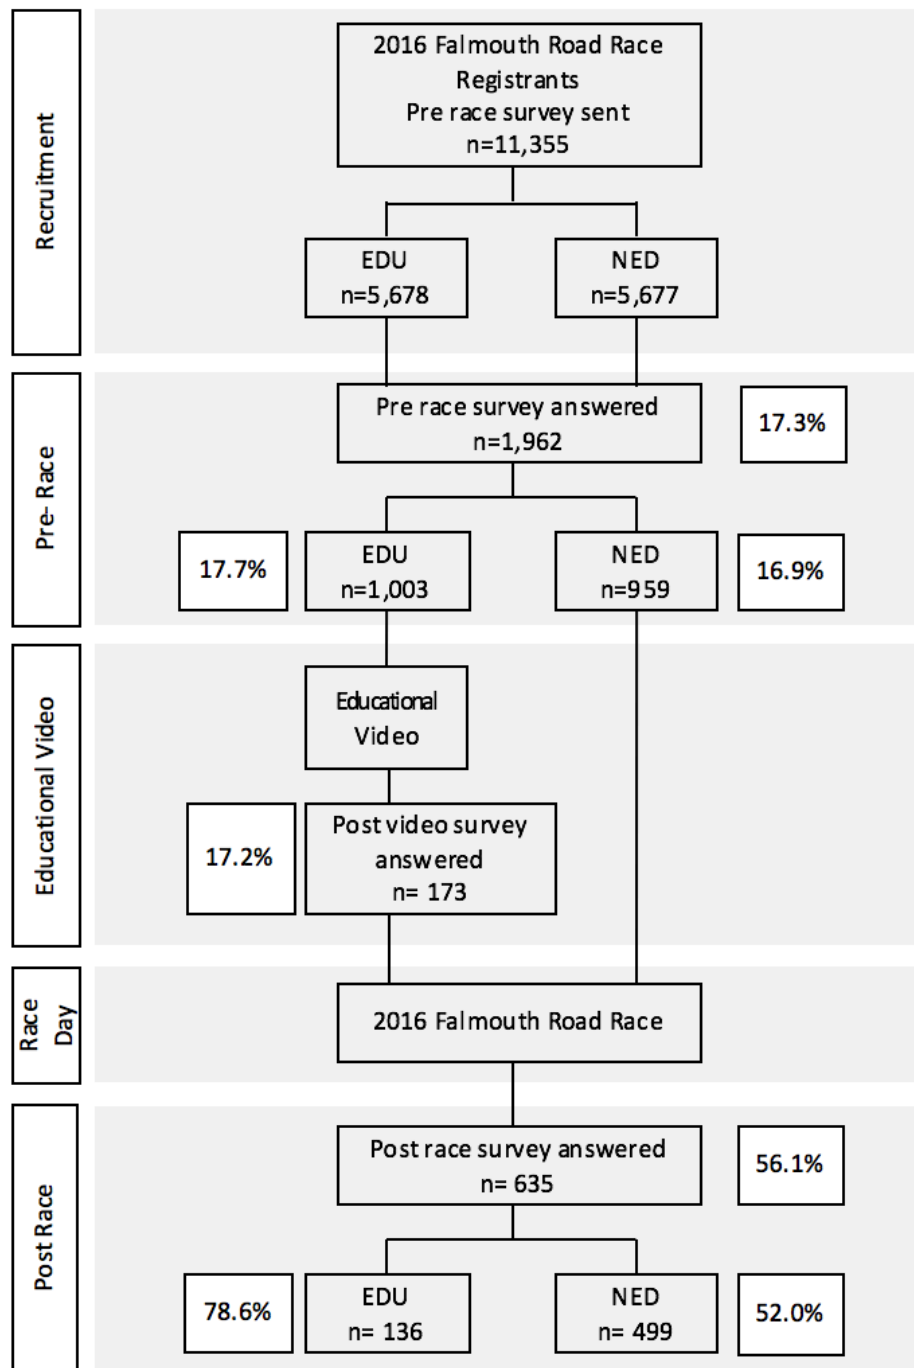 Recruitment
2016 Falmouth Road Race
Registrants
Pre race survey sent
n=11,355
EDU
n=5,678
NED
n=5,677
Pre- Race
Pre race survey answered
n=1,962
17.3%
17.7%
EDU
n=1,003
NED
n=959
16.9%
Educational Video
Educational
Video
17.2%
Post video survey
answered
n= 173
Race
Day
2016 Falmouth Road Race
Post Race
Post race survey answered
n= 635
56.1%
78.6%
EDU
n= 136
NED
n= 499
52.0%